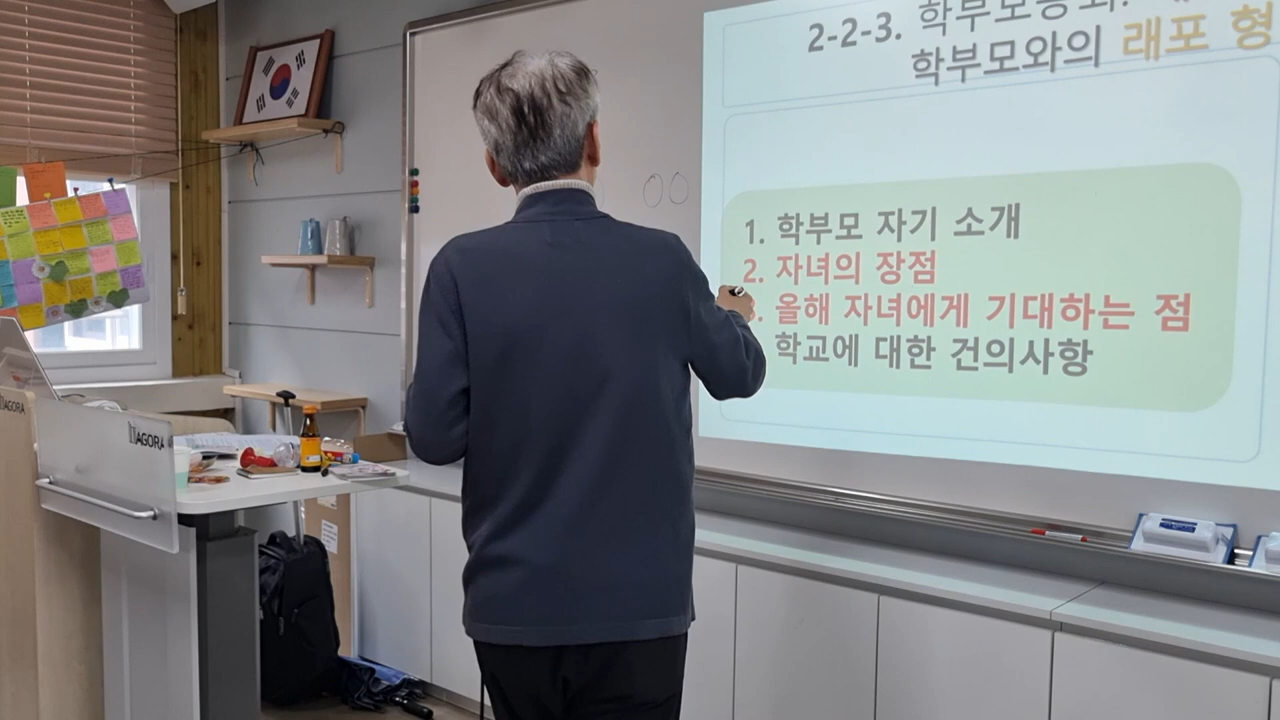 2-2-3. 학부모총회:
학부모와의 래포 형
1. 학부모 자기 소개
2. 자녀의 장점
. 올해 자녀에게 기대하는 점
학교에 대한 건의사항
AGORA
AGORA